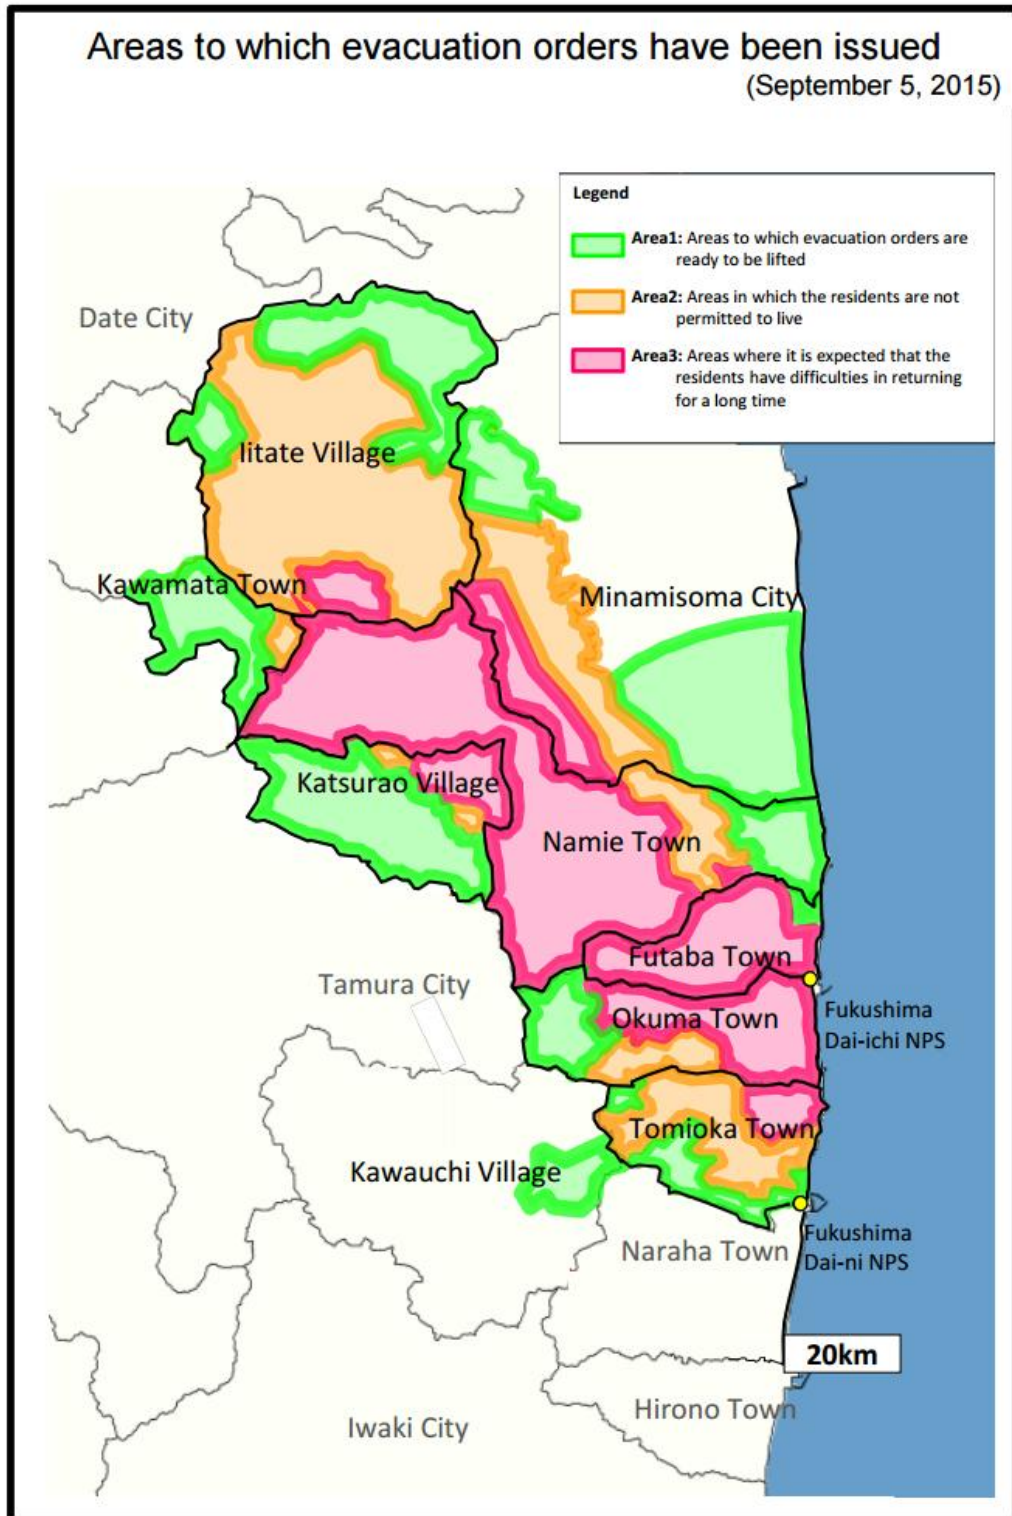 Areas to which evacuation orders have been issued
(September 5, 2015)
Legend
Area1: Areas to which evacuation orders are
ready to be lifted
Area2: Areas in which the residents are not
permitted to live
Area3: Areas where it is expected that the
residents have difficulties in returning
for a long time
Date City
Iitate Village
Kawamata Town
Minamisoma City
Katsurao Village
Namie Town
Futaba Town
Tamura City
Okuma Town
Fukushima
Dai-ichi NPS
Tomioka Town
Kawauchi Village
Naraha Town
Fukushima
Dai-ni NPS
20km
Hirono Town
Iwaki City